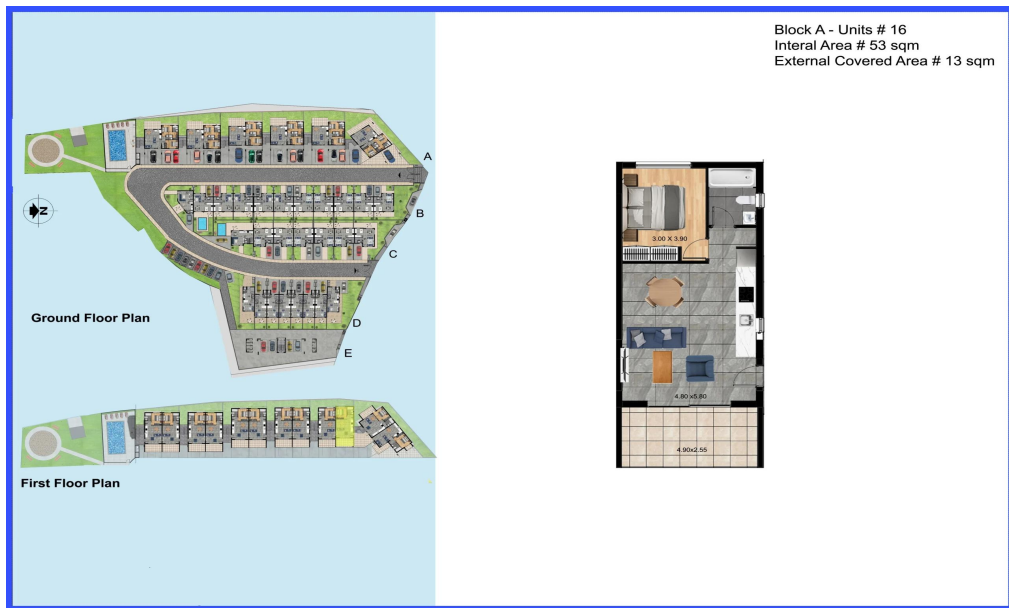 Block A - Units # 16
Interal Area # 53 sqm
External Covered Area # 13 sqm
A
B
C
D
E
N
Ground Floor Plan
First Floor Plan
3.00 X 3.90
4.80 x5.80
4.90x2.55